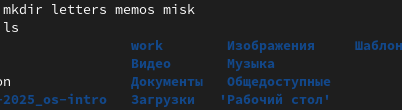 mkdir letters memos misk
ls
work Изображения Шаблон
Видео Музыка
on Документы Общедоступные
-2025_os-intro Загрузки 'Рабочий стол'